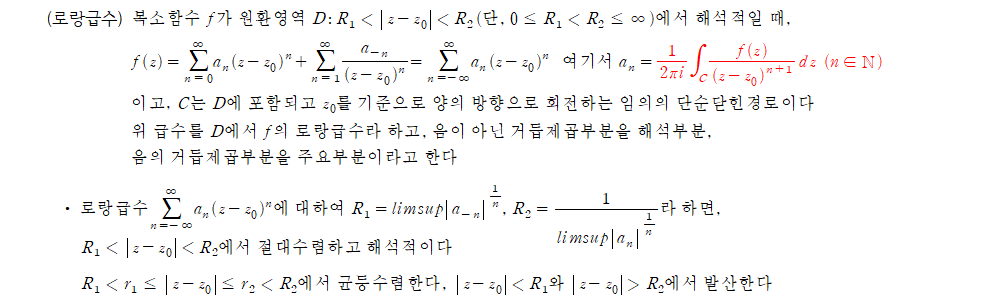 (로랑급수) 복소함수 f가 원환영역 D: R₁ < |z-z₀| < R₂ (단, 0 ≤ R₁ < R₂ ≤ ∞)에서 해석적일 때,
f(z) = ∑_{n=0}^{∞} a_n(z-z₀)^n + ∑_{n=1}^{∞} a_{-n}/(z-z₀)^n = ∑_{n=-∞}^{∞} a_n(z-z₀)^n 여기서 a_n = 1/(2πi) ∫_C f(z)/(z-z₀)^{n+1} dz (n∈ℕ)
이고, C는 D에 포함되고 z₀를 기준으로 양의 방향으로 회전하는 임의의 단순닫힌경로이다
위 급수를 D에서 f의 로랑급수라 하고, 음이 아닌 거듭제곱부분을 해석부분,
음의 거듭제곱부분을 주요부분이라고 한다
• 로랑급수 ∑_{n=-∞}^{∞} a_n(z-z₀)^n에 대하여 R₁ = limsup|a_{-n}|^{1/n}, R₂ = 1/(limsup|a_n|^{1/n})라 하면,
R₁ < |z-z₀| < R₂에서 절대수렴하고 해석적이다
R₁ < r₁ ≤ |z-z₀| ≤ r₂ < R₂에서 균등수렴한다, |z-z₀| < R₁와 |z-z₀| > R₂에서 발산한다